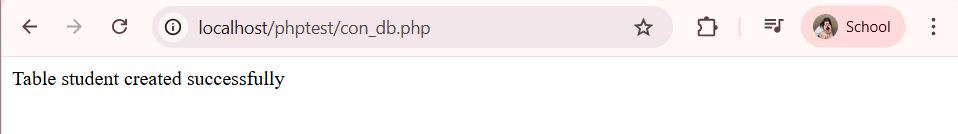 localhost/phptest/con_db.php
School
Table student created successfully